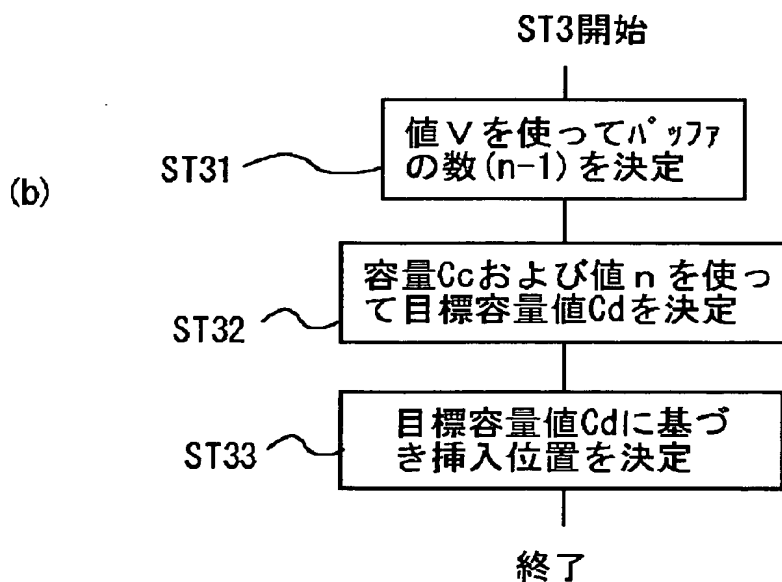 ST3開始
値Vを使ってﾊﾞｯﾌｧ
の数(n-1)を決定
ST31
(b)
容量Ccおよび値nを使っ
て目標容量値Cdを決定
ST32
目標容量値Cdに基づ
き挿入位置を決定
ST33
終了